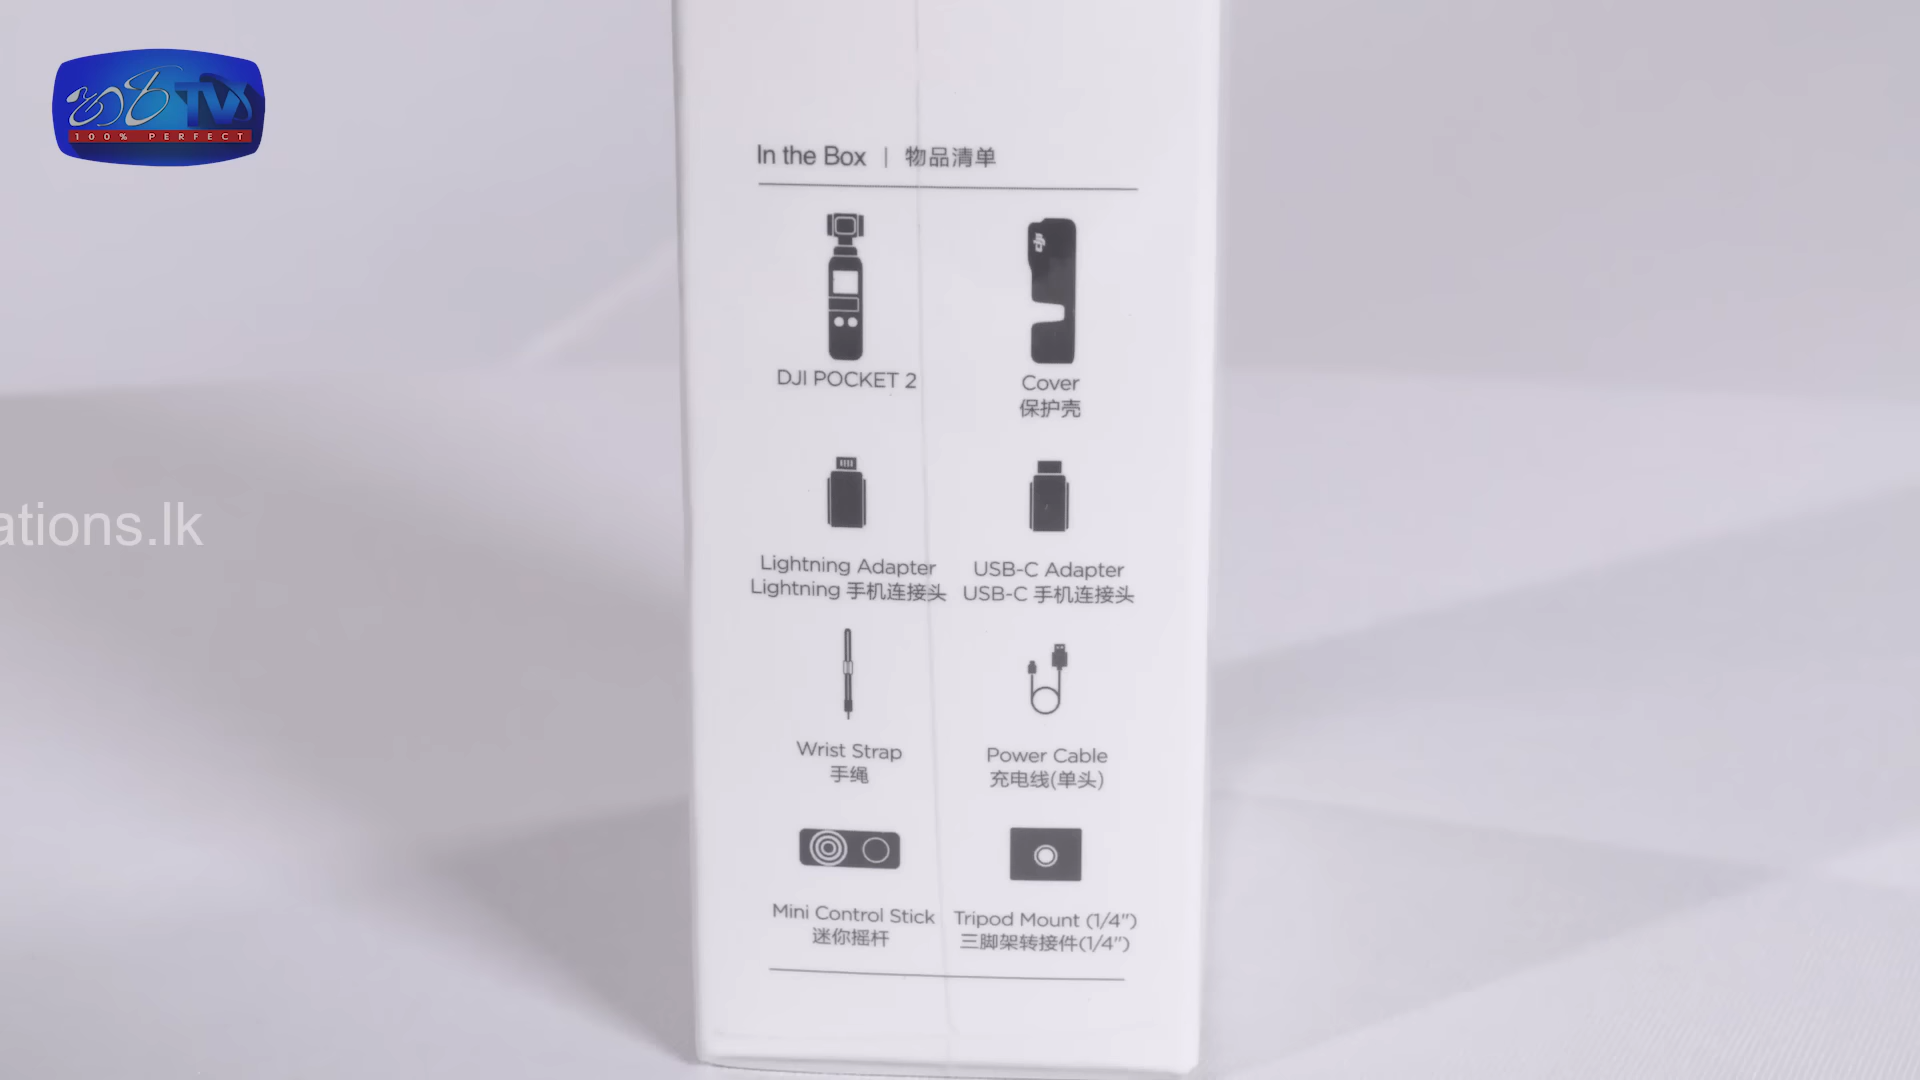 හරි TV
100% PERFECT
In the Box | 物品清单
DJI POCKET 2
Cover
保护壳
ations.lk
Lightning Adapter
Lightning 手机连接头
USB-C Adapter
USB-C 手机连接头
Wrist Strap
手绳
Power Cable
充电线(单头)
Mini Control Stick
迷你摇杆
Tripod Mount (1/4")
三脚架转接件(1/4")